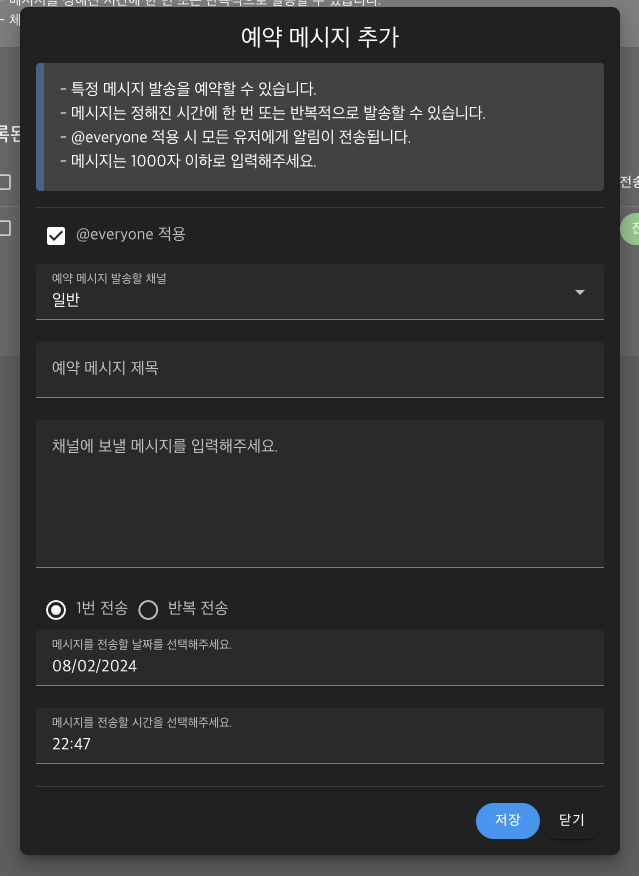 예약 메시지 추가
- 체
- 특정 메시지 발송을 예약할 수 있습니다.
- 메시지는 정해진 시간에 한 번 또는 반복적으로 발송할 수 있습니다.
- @everyone 적용 시 모든 유저에게 알림이 전송됩니다.
- 메시지는 1000자 이하로 입력해주세요.
전송
@everyone 적용
예약 메시지 발송할 채널
일반
예약 메시지 제목
채널에 보낼 메시지를 입력해주세요.
1번 전송 반복 전송
메시지를 전송할 날짜를 선택해주세요.
08/02/2024
메시지를 전송할 시간을 선택해주세요.
22:47
저장 닫기